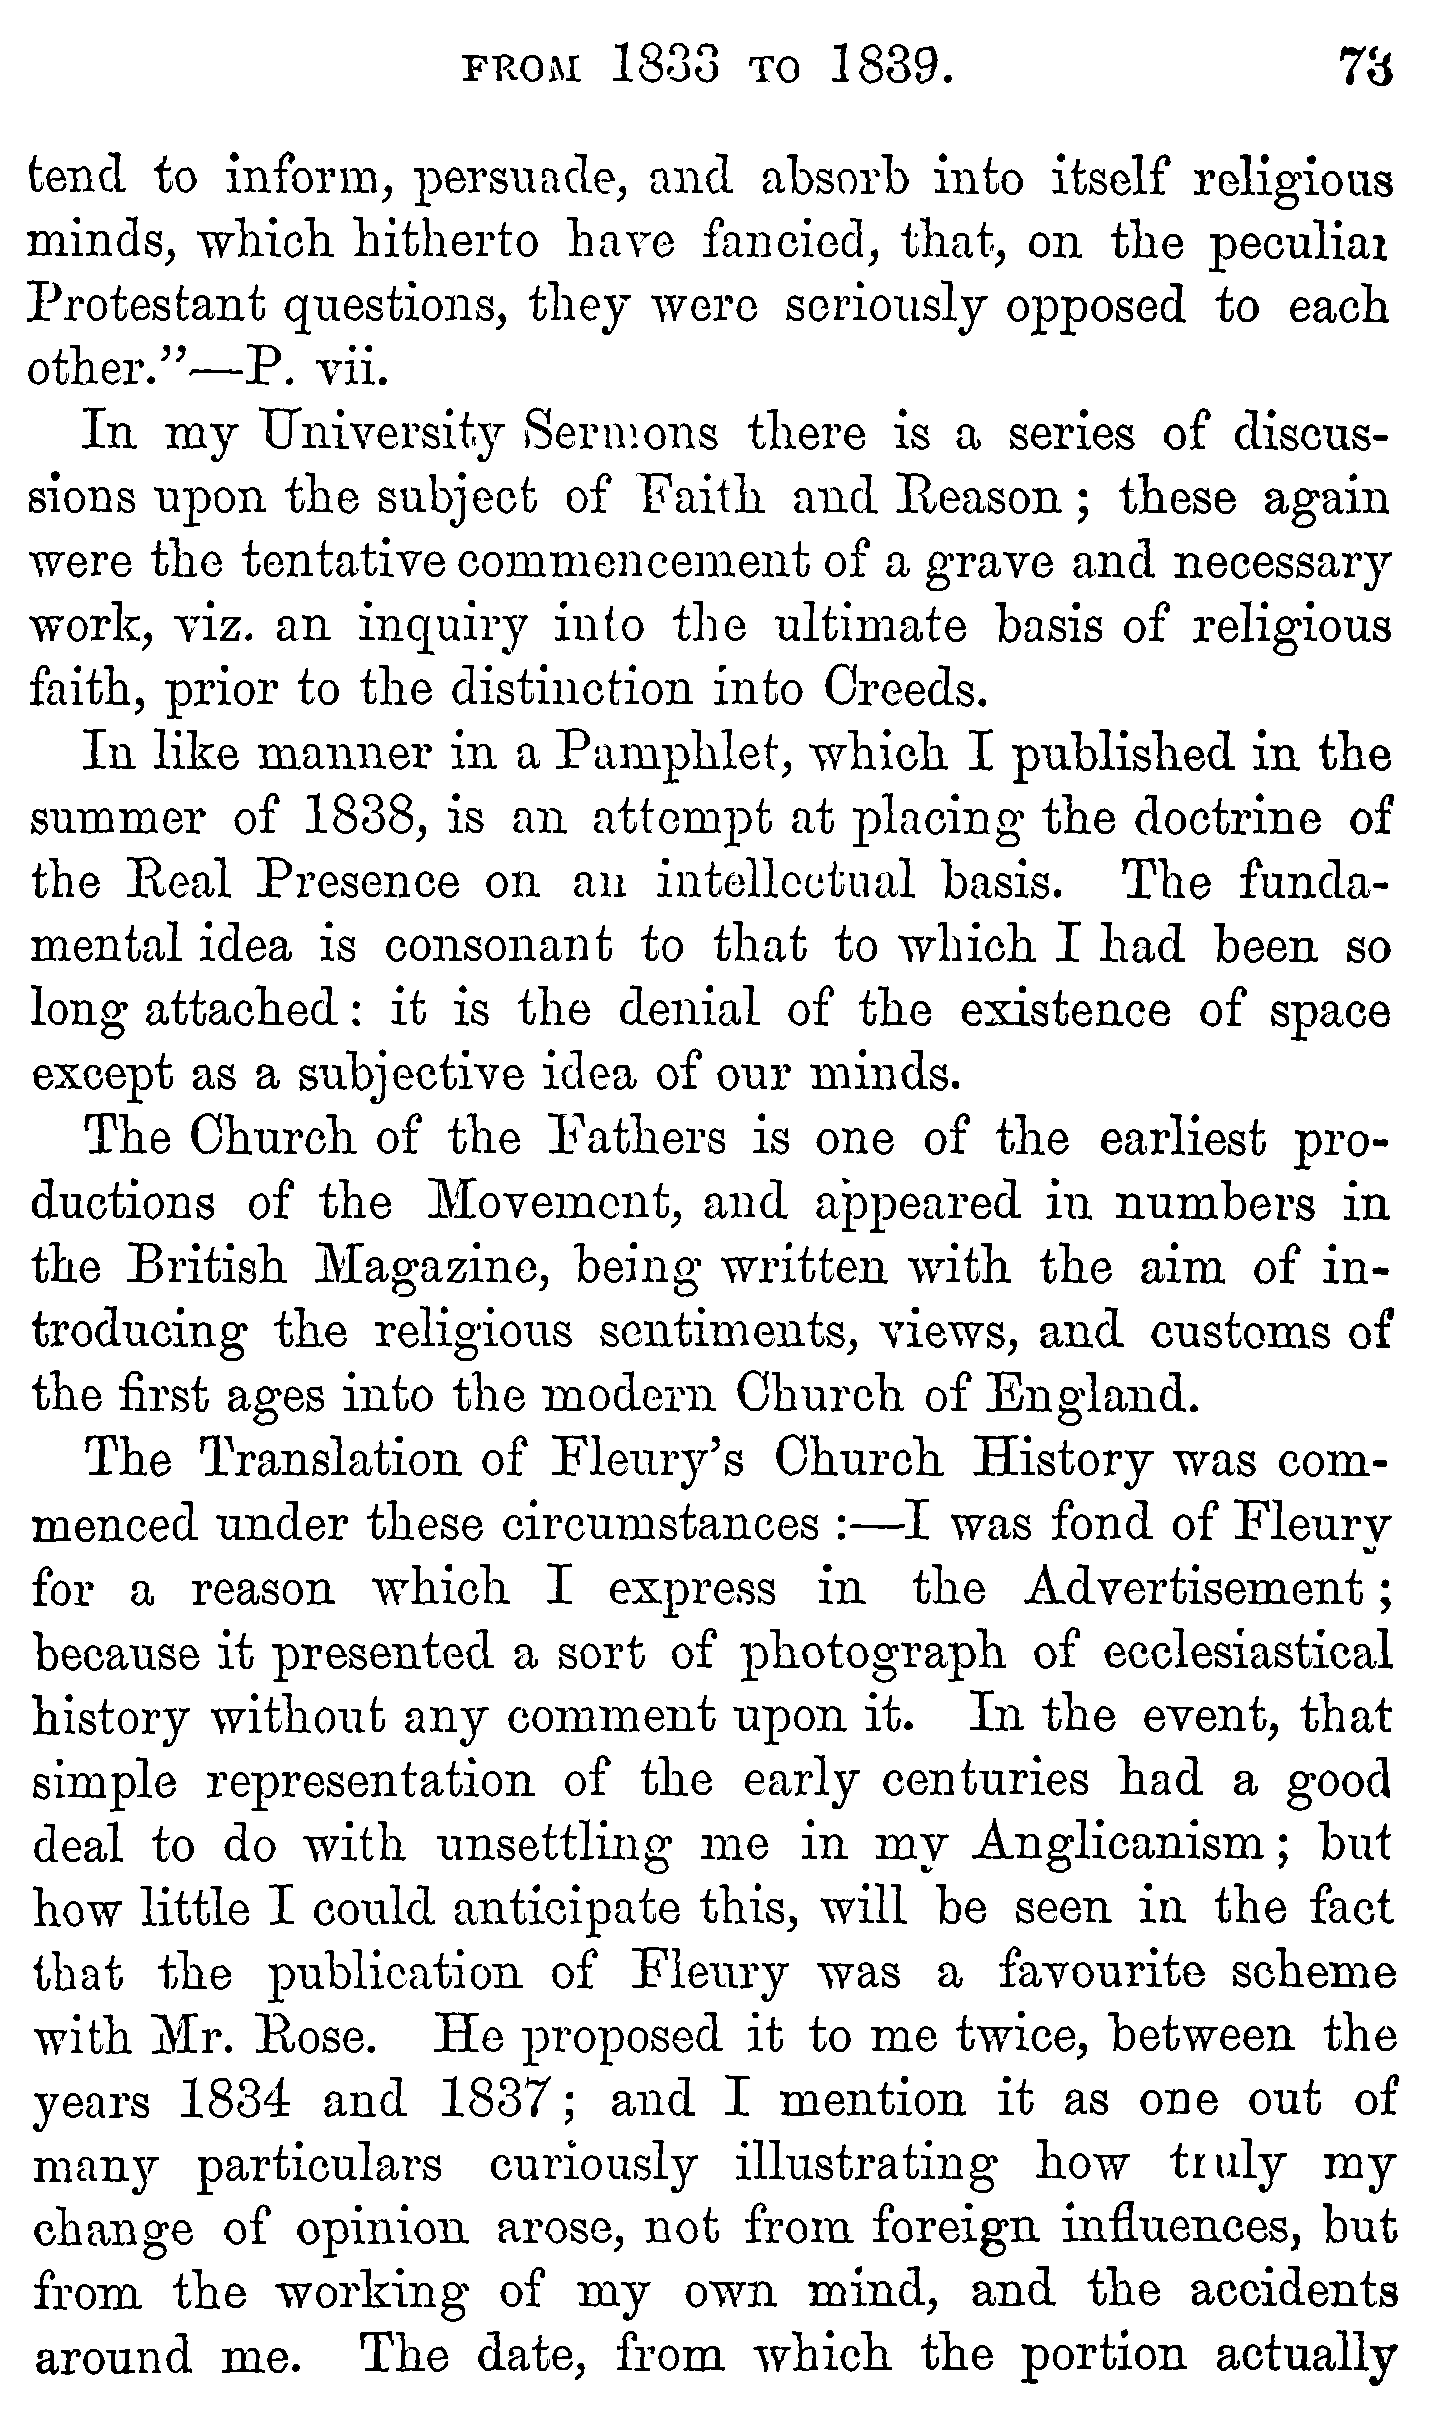 FROM 1833 TO 1839. 73
tend to inform, persuade, and absorb into itself religious
minds, which hitherto have fancied, that, on the peculiar
Protestant questions, they were seriously opposed to each
other.”—P. vii.
In my University Sermons there is a series of discus-
sions upon the subject of Faith and Reason ; these again
were the tentative commencement of a grave and necessary
work, viz. an inquiry into the ultimate basis of religious
faith, prior to the distinction into Creeds.
In like manner in a Pamphlet, which I published in the
summer of 1838, is an attempt at placing the doctrine of
the Real Presence on an intellectual basis. The funda-
mental idea is consonant to that to which I had been so
long attached : it is the denial of the existence of space
except as a subjective idea of our minds.
The Church of the Fathers is one of the earliest pro-
ductions of the Movement, and appeared in numbers in
the British Magazine, being written with the aim of in-
troducing the religious sentiments, views, and customs of
the first ages into the modern Church of England.
The Translation of Fleury’s Church History was com-
menced under these circumstances :—I was fond of Fleury
for a reason which I express in the Advertisement ;
because it presented a sort of photograph of ecclesiastical
history without any comment upon it. In the event, that
simple representation of the early centuries had a good
deal to do with unsettling me in my Anglicanism ; but
how little I could anticipate this, will be seen in the fact
that the publication of Fleury was a favourite scheme
with Mr. Rose. He proposed it to me twice, between the
years 1834 and 1837 ; and I mention it as one out of
many particulars curiously illustrating how truly my
change of opinion arose, not from foreign influences, but
from the working of my own mind, and the accidents
around me. The date, from which the portion actually